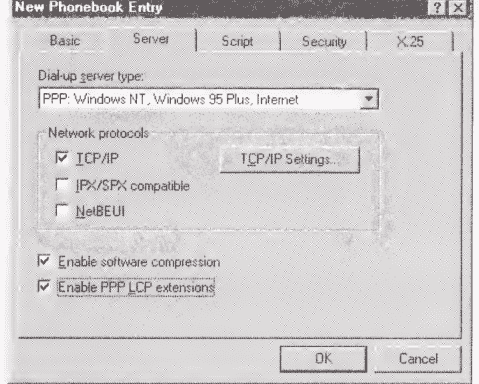 New Phonebook Entry
Basic Server Script Security X.25
Dial-up server type:
PPP: Windows NT, Windows 95 Plus, Internet
Network protocols
TCP/IP TCP/IP Settings...
IPX/SPX compatible
NetBEUI
Enable software compression
Enable PPP LCP extensions
OK Cancel